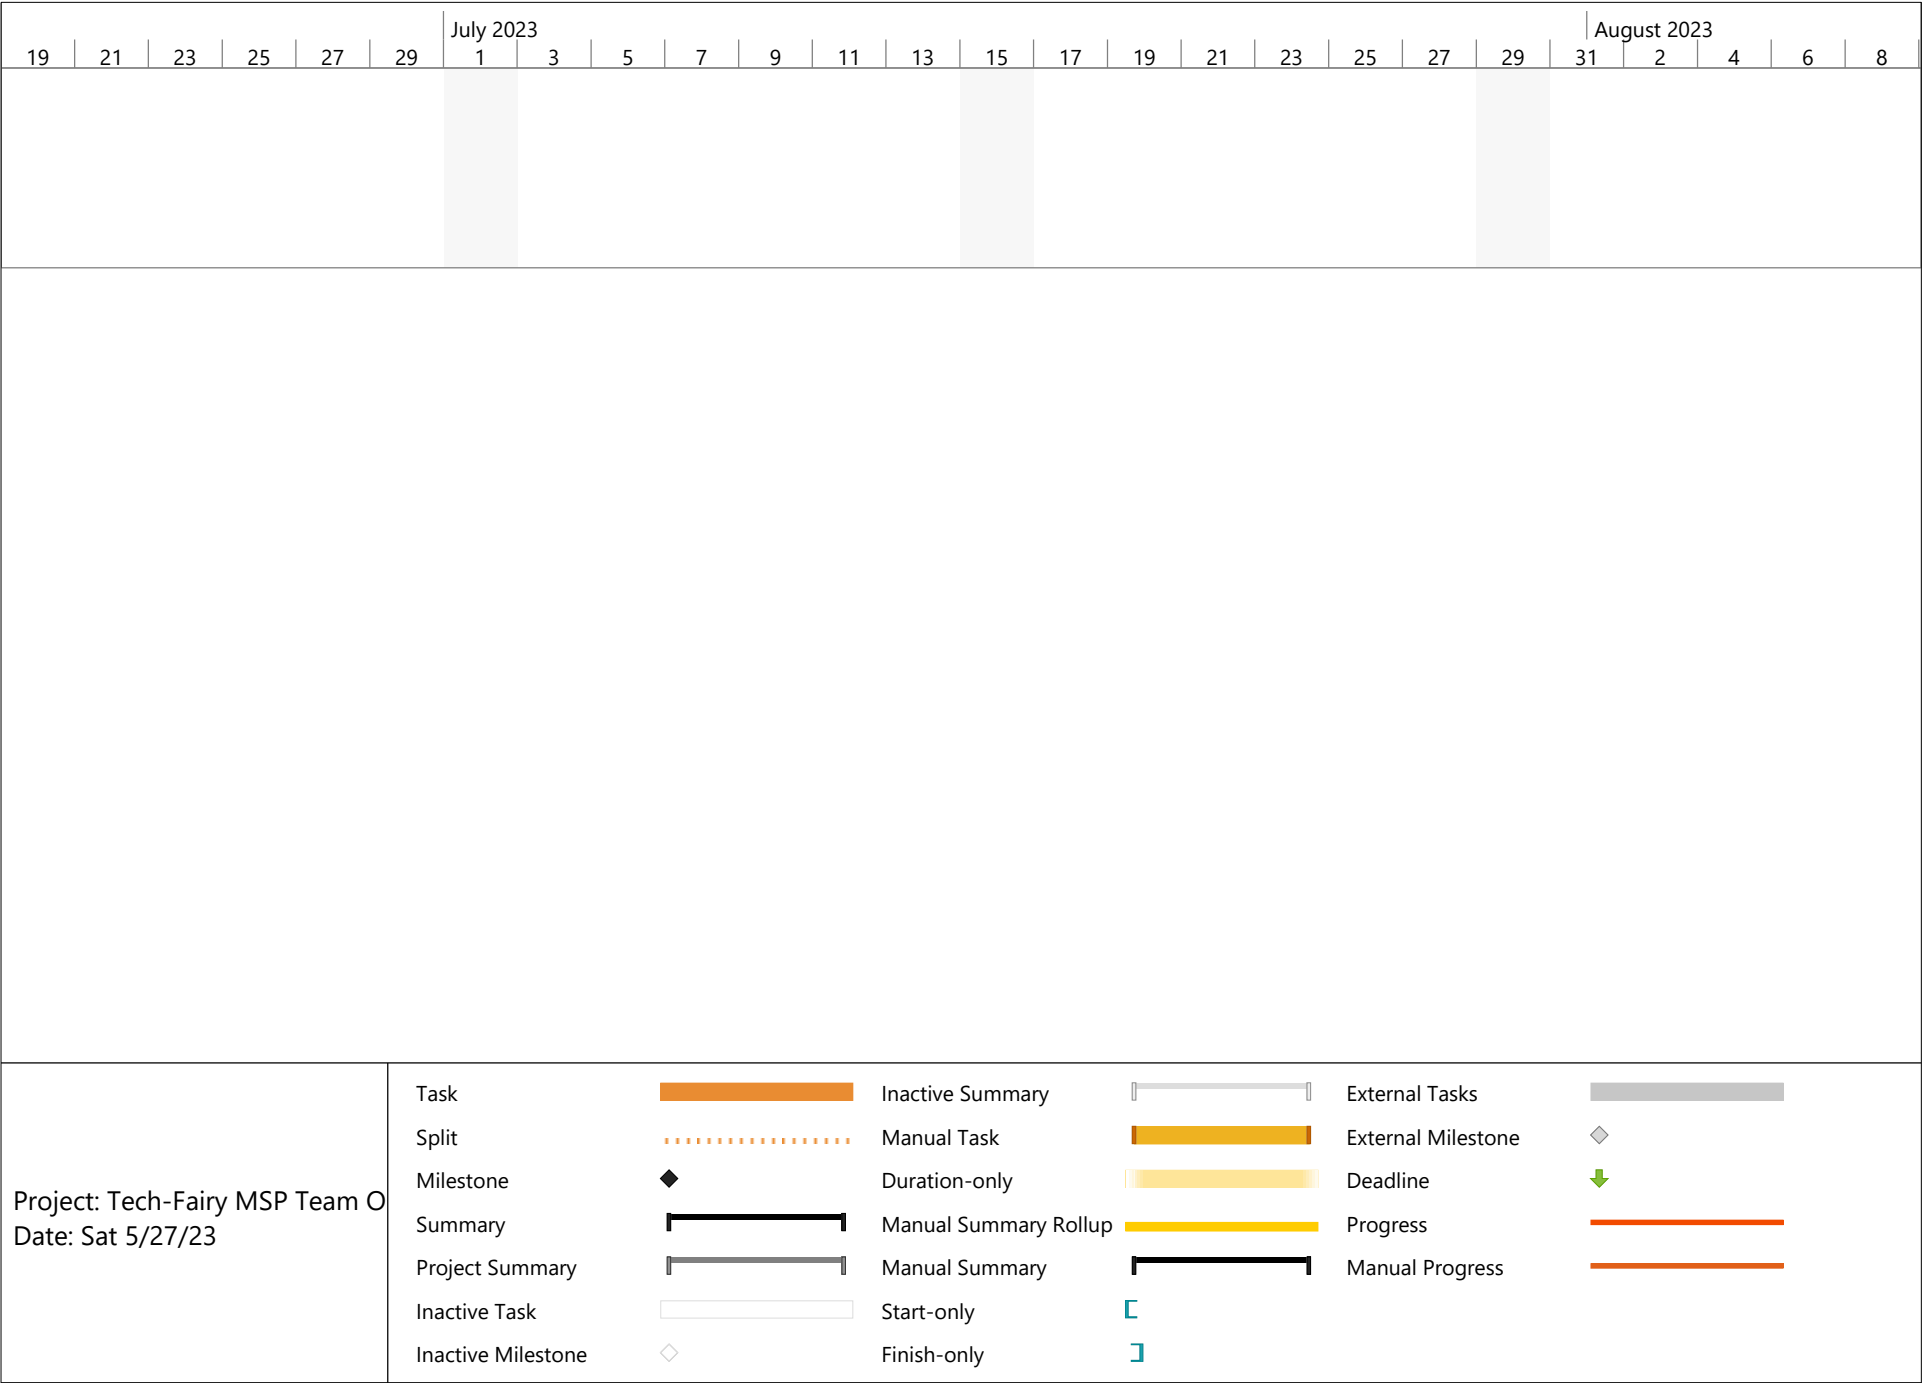 July 2023
August 2023
19 21 23 25 27 29 1 3 5 7 9 11 13 15 17 19 21 23 25 27 29 31 2 4 6 8
Project: Tech-Fairy MSP Team O
Date: Sat 5/27/23
Task
Split
Milestone
Summary
Project Summary
Inactive Task
Inactive Milestone
Inactive Summary
Manual Task
Duration-only
Manual Summary Rollup
Manual Summary
Start-only
Finish-only
External Tasks
External Milestone
Deadline
Progress
Manual Progress